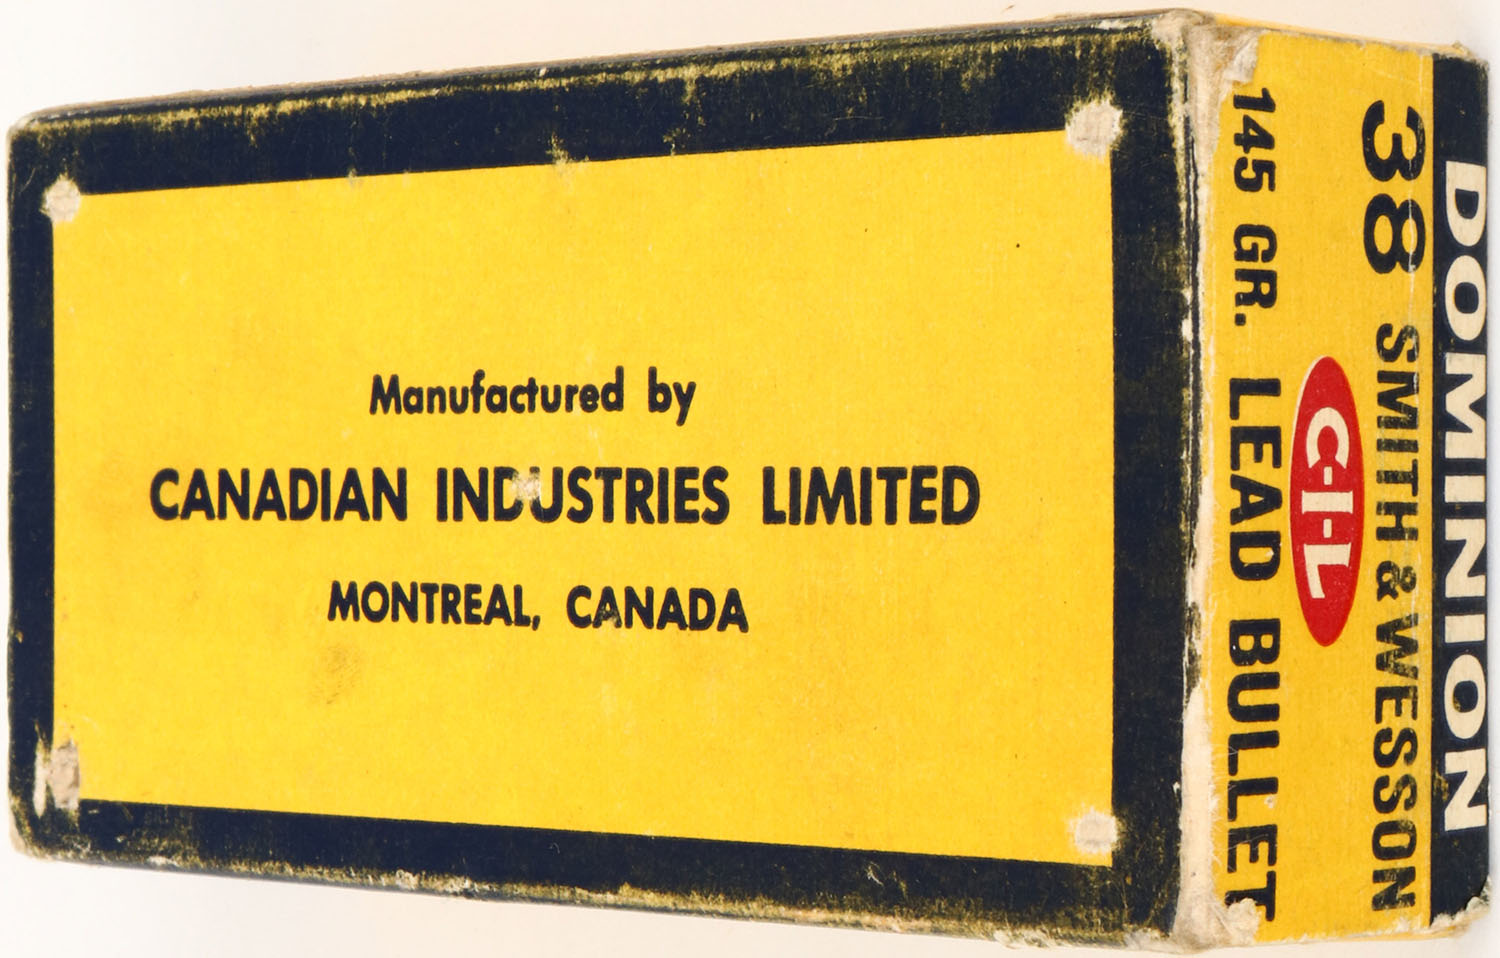 Manufactured by
CANADIAN INDUSTRIES LIMITED
MONTREAL, CANADA
DOMINION
38 SMITH & WESSON
C-I-L
145 GR. LEAD BULLET